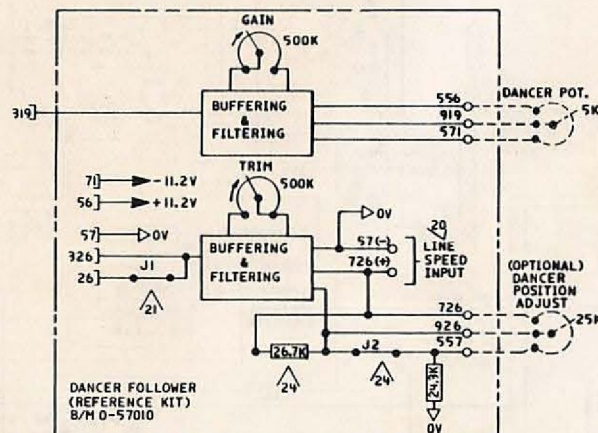 GAIN
500K
DANCER POT.
556
5K
919
571
319
BUFFERING
&
FILTERING
TRIM
500K
71 -11.2V
56 +11.2V
57 0V
326
26 J1
21
BUFFERING
&
FILTERING
0V
57(-)
726(+)
20
LINE
SPEED
INPUT
(OPTIONAL)
DANCER
POSITION
ADJUST
726
926
557
25K
26.7K
24
J2
24
24.3K
0V
DANCER FOLLOWER
(REFERENCE KIT)
B/M 0-57010